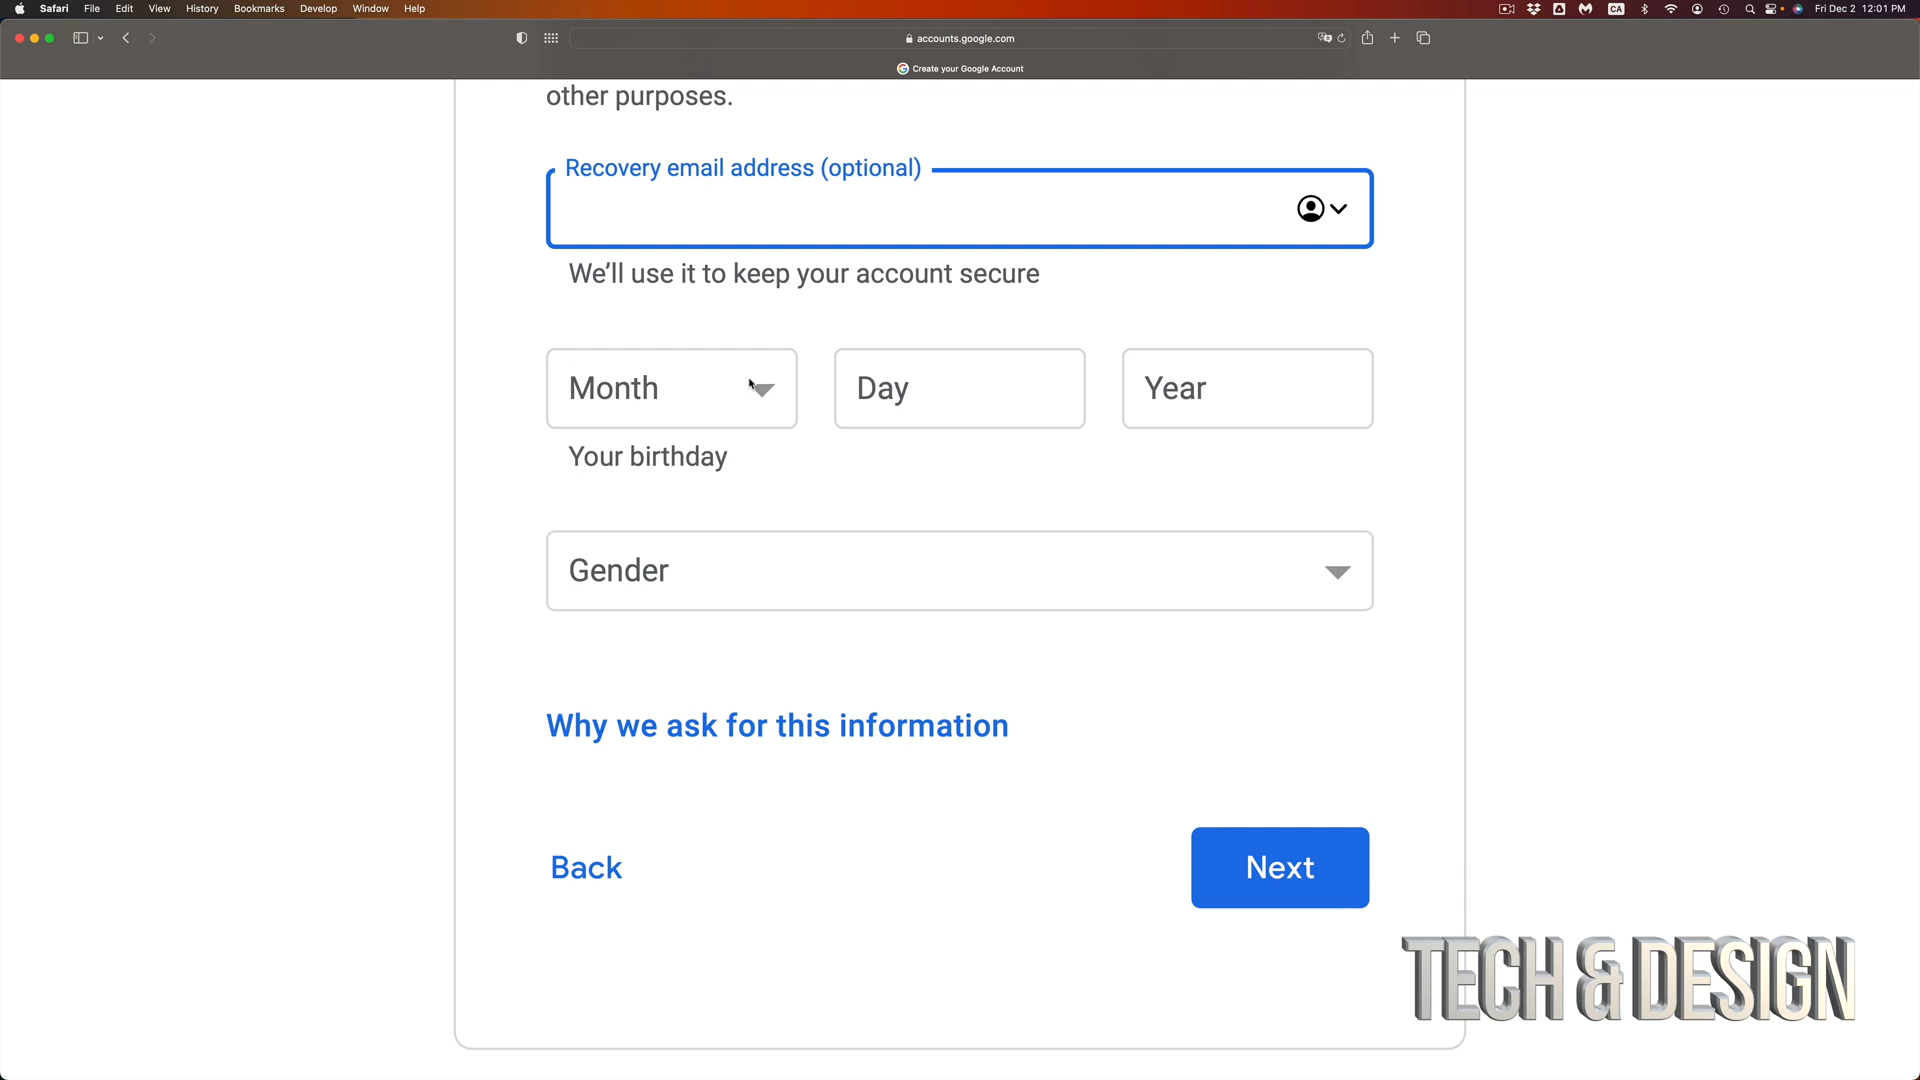 Safari File Edit View History Bookmarks Develop Window Help
CA
Fri Dec 2 12:01 PM
accounts.google.com
Create your Google Account
other purposes.
Recovery email address (optional)
We’ll use it to keep your account secure
Month
Day
Year
Your birthday
Gender
Why we ask for this information
Back
Next
TECH & DESIGN